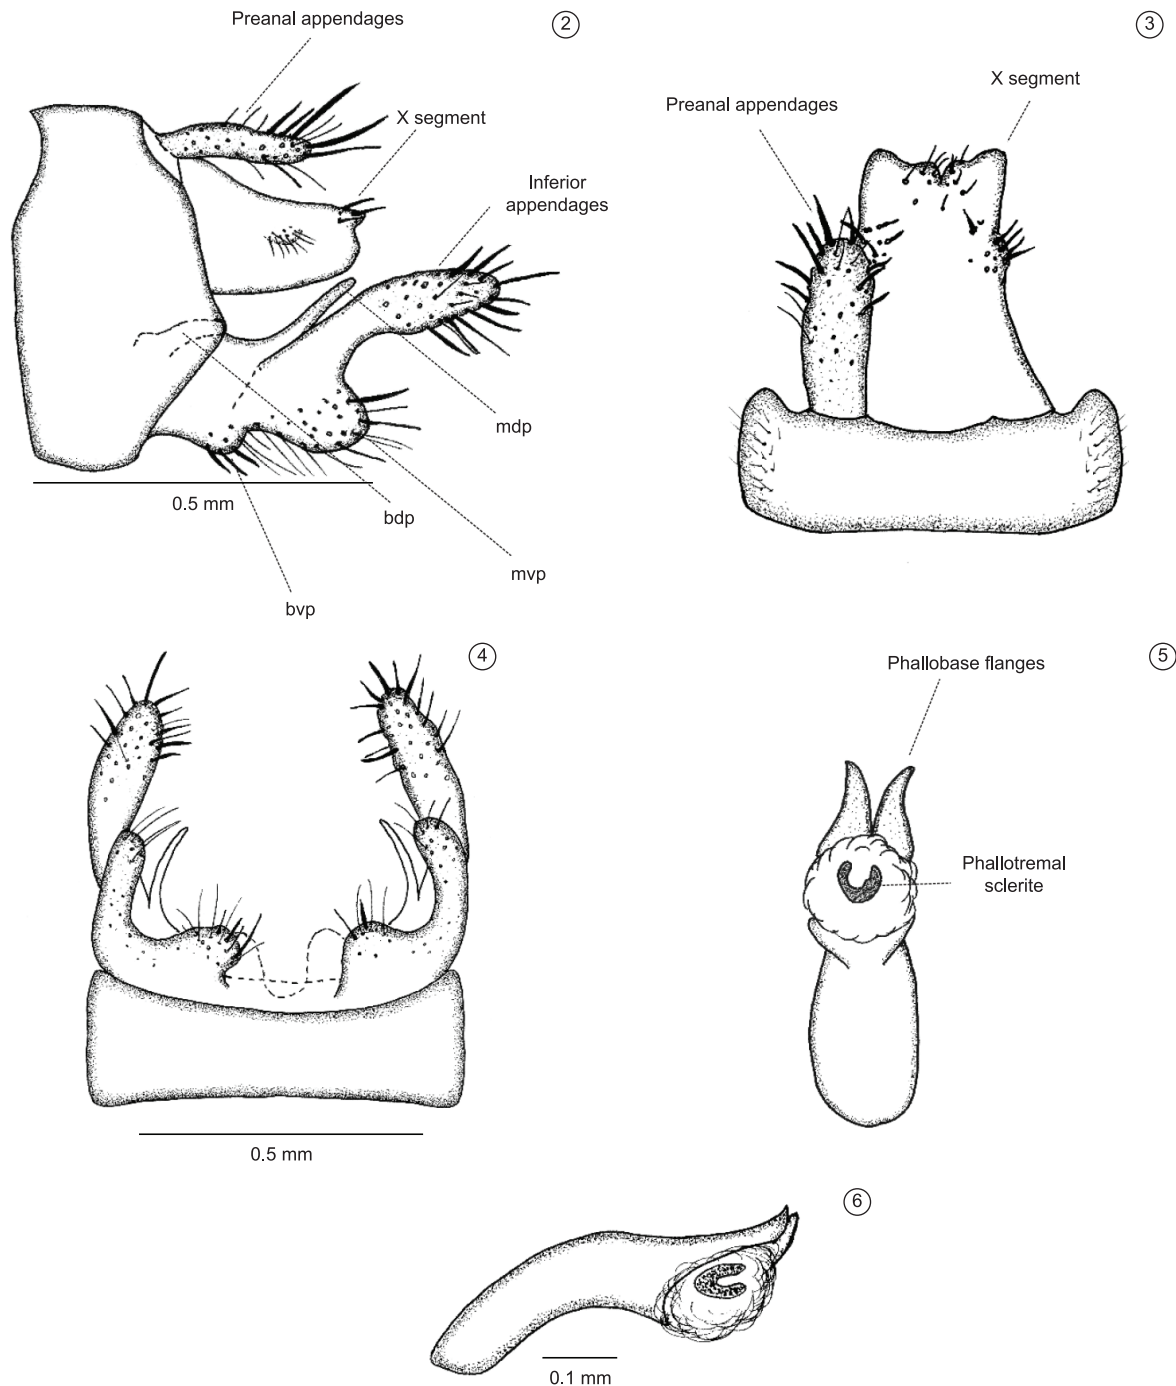 Preanal appendages
2
X segment
Inferior
appendages
mdp
0.5 mm
bdp
mvp
bvp
3
X segment
Preanal appendages
4
0.5 mm
5
Phallobase flanges
Phallotremal
sclerite
6
0.1 mm